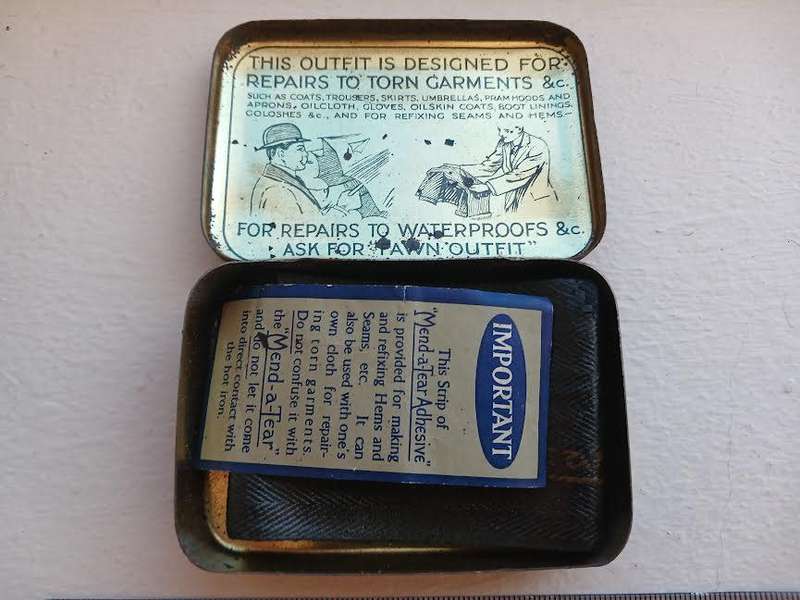 THIS OUTFIT IS DESIGNED FOR
REPAIRS TO TORN GARMENTS &c.
SUCH AS COATS, TROUSERS, SKIRTS, UMBRELLAS, PRAM HOODS AND
APRONS, OILCLOTH, GLOVES, OILSKIN COATS, BOOT LININGS,
GOLOSHES &c., AND FOR REFIXING SEAMS AND HEMS—
FOR REPAIRS TO WATERPROOFS &c.
ASK FOR "FAWN OUTFIT"
IMPORTANT
This Strip of
"Mend-a-Tear Adhesive"
is provided for making
and refixing Hems and
Seams, etc. It can
also be used with one's
own cloth for repair-
ing torn garments.
Do not confuse it with
the "Mend-a-Tear"
and do not let it come
into direct contact with
the hot iron.